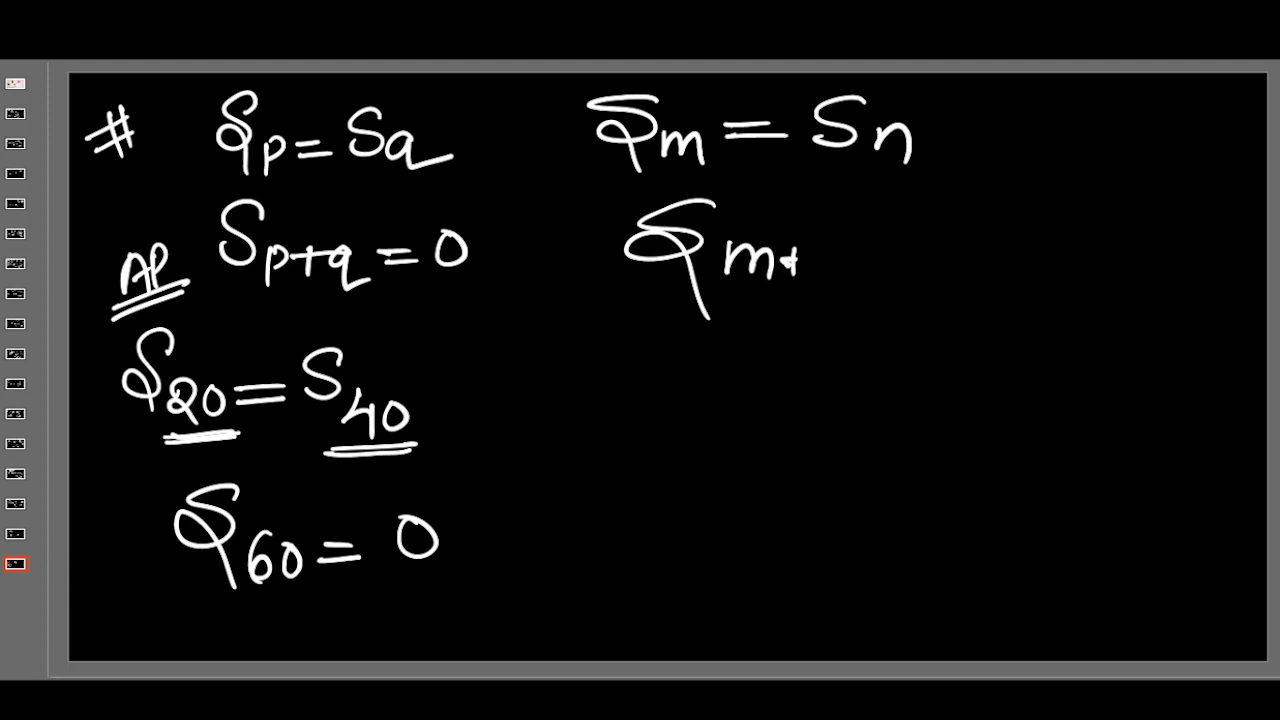 # Sp = Sq
AP Sp+q = 0
S20 = S40
S60 = 0
Sm = Sn
Sm+